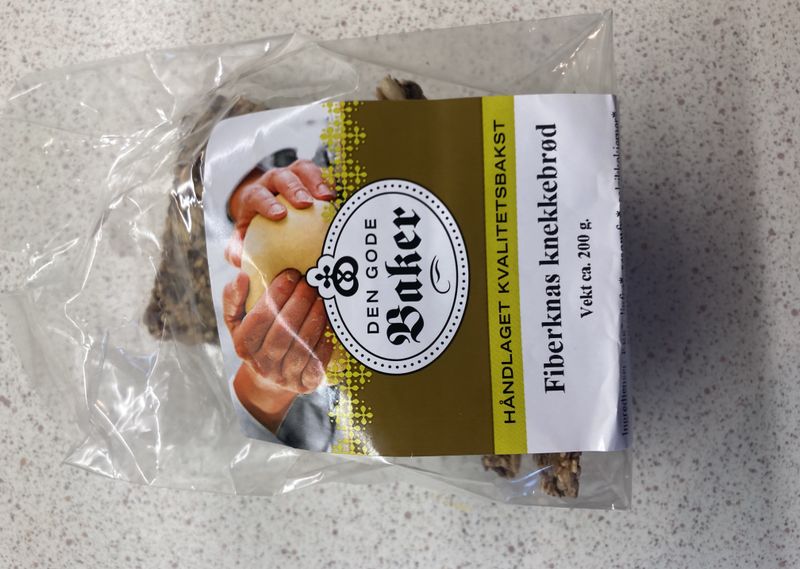 DEN GODE
Baker
HÅNDLAGET KVALITETSBAKST
Fiberknas knekkebrød
Vekt ca. 200 g.